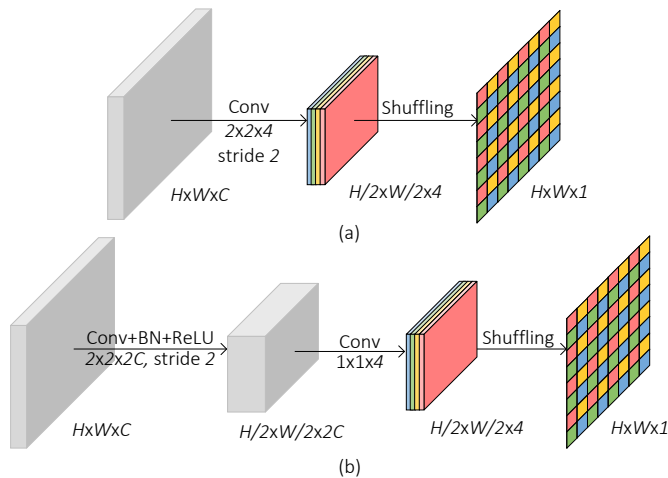 Conv
2x2x4
stride 2
Shuffling
HxWxC
H/2xW/2x4
HxWx1
(a)
Conv+BN+ReLU
2x2x2C, stride 2
Conv
1x1x4
Shuffling
HxWxC
H/2xW/2x2C
H/2xW/2x4
HxWx1
(b)